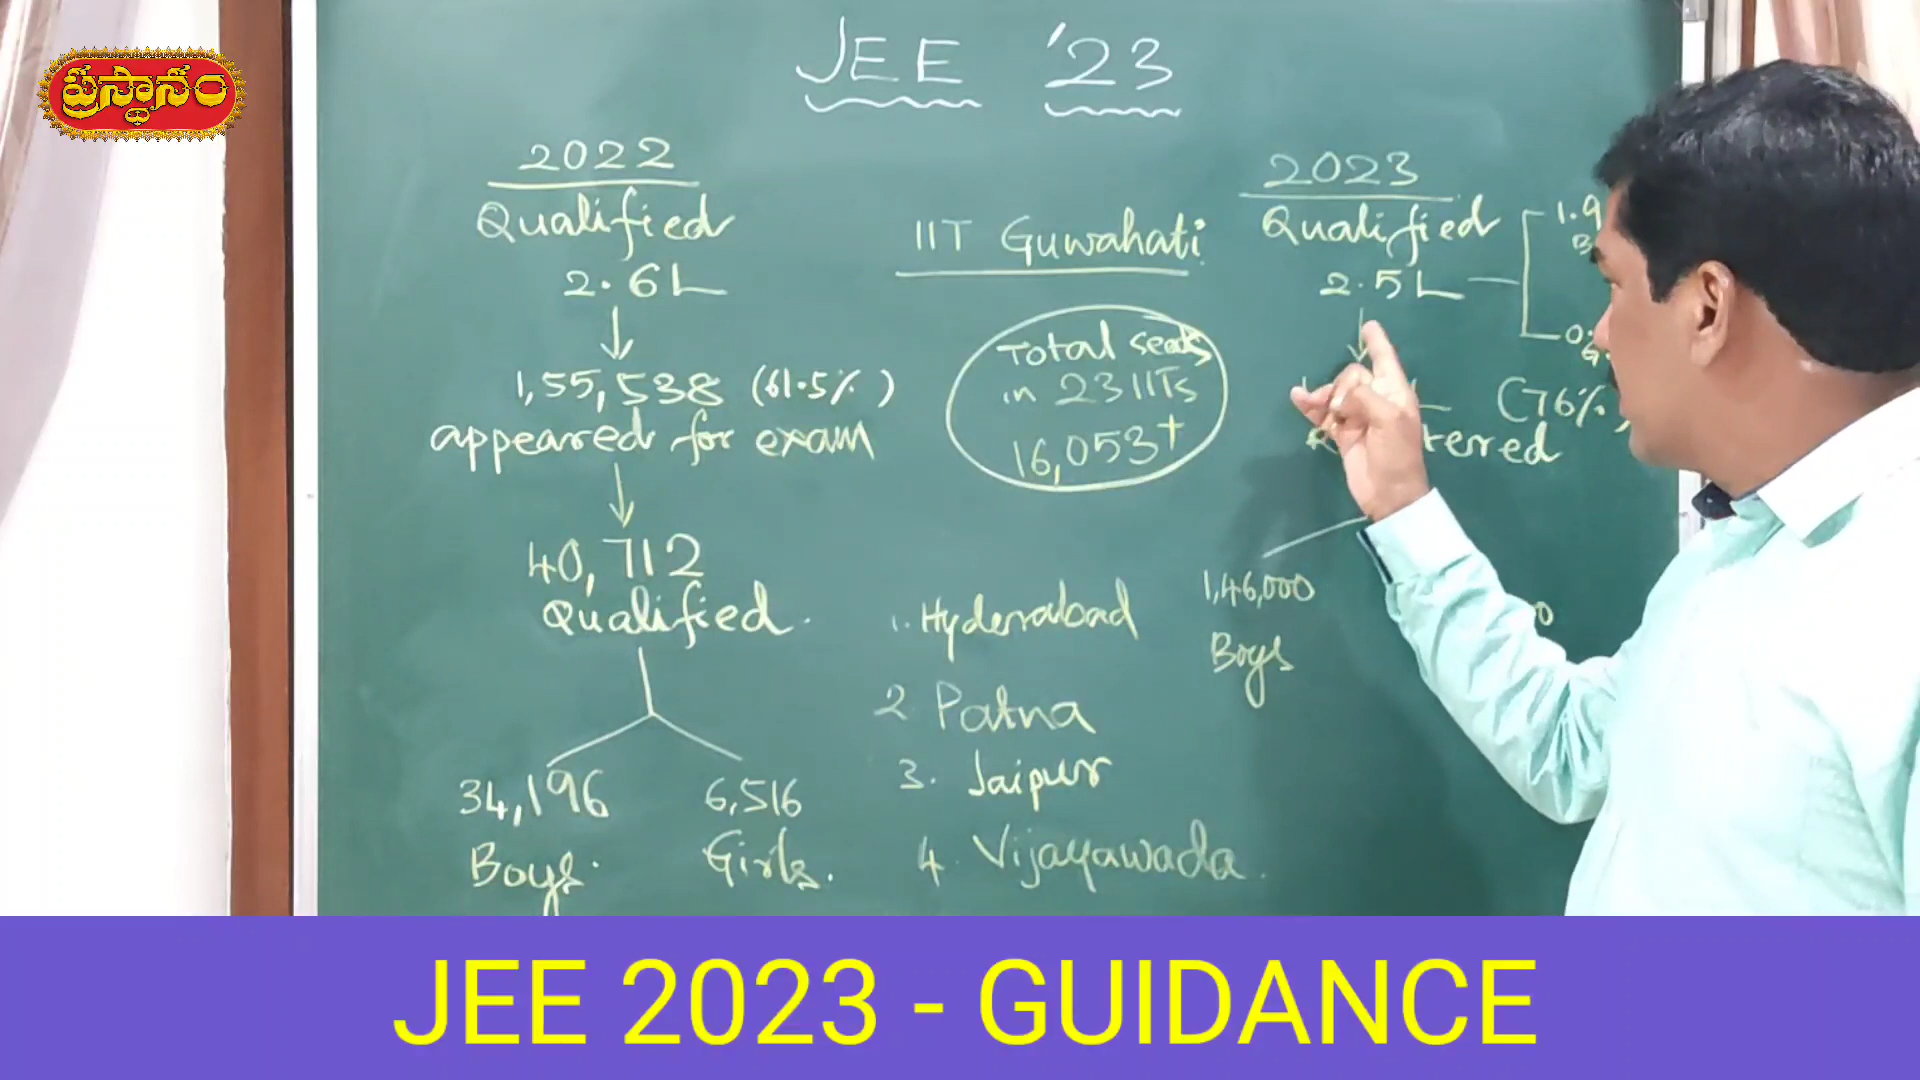 ప్రస్థానం
JEE '23
2022
Qualified
2.6L
1,55,538 (61.5%)
appeared for exam
40,712
Qualified.
34,196
Boys.
6,516
Girls.
IIT Guwahati
Total seats
in 23 IITs
16,053+
1. Hyderabad
2 Patna
3. Jaipur
4. Vijayawada.
2023
Qualified
2.5L
(76%)
1,46,000
Boys
JEE 2023 - GUIDANCE